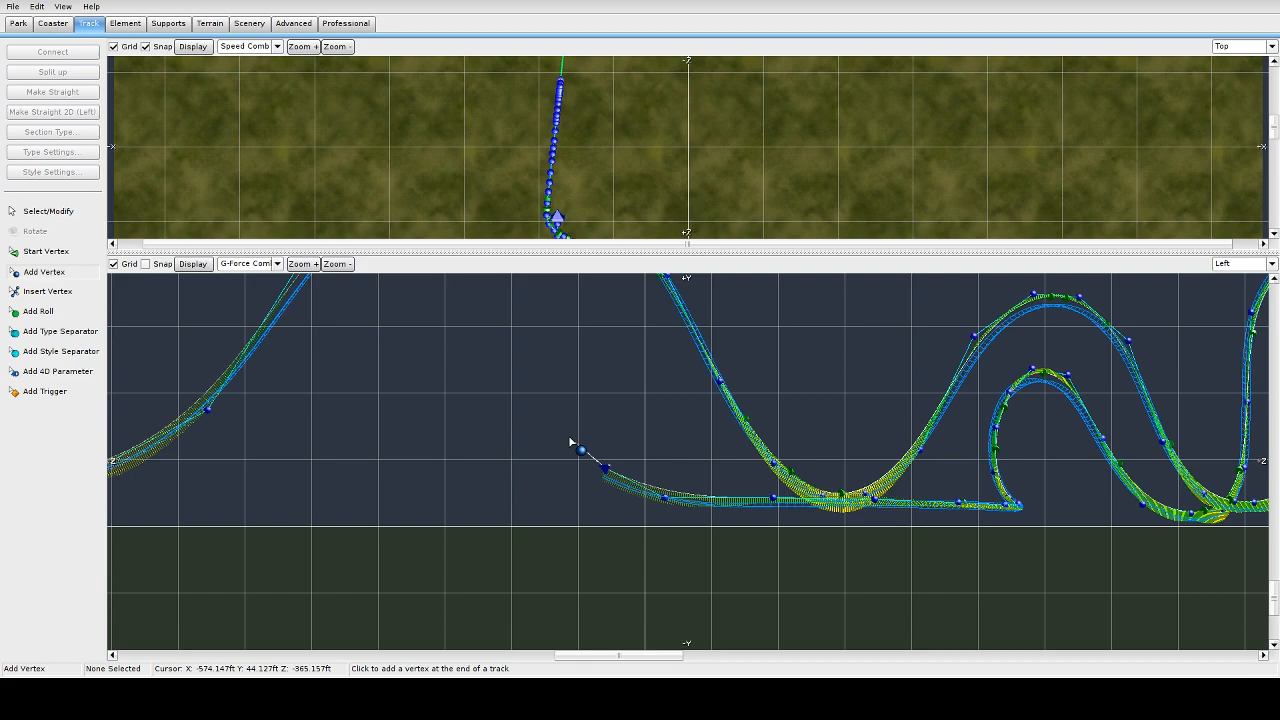 File Edit View Help
Park Coaster Track Element Supports Terrain Scenery Advanced Professional
Connect
Split up
Make Straight
Make Straight 2D (Left)
Section Type...
Type Settings...
Style Settings...
Select/Modify
Rotate
Start Vertex
Add Vertex
Insert Vertex
Add Roll
Add Type Separator
Add Style Separator
Add 4D Parameter
Add Trigger
Grid Snap Display Speed Comb Zoom + Zoom - Top
-Z
-X
-X
+Z
Grid Snap Display G-Force Com Zoom + Zoom - Left
+Y
-Z
-Y
Add Vertex None Selected Cursor: X: -574.147ft Y: 44.127ft Z: -365.157ft Click to add a vertex at the end of a track